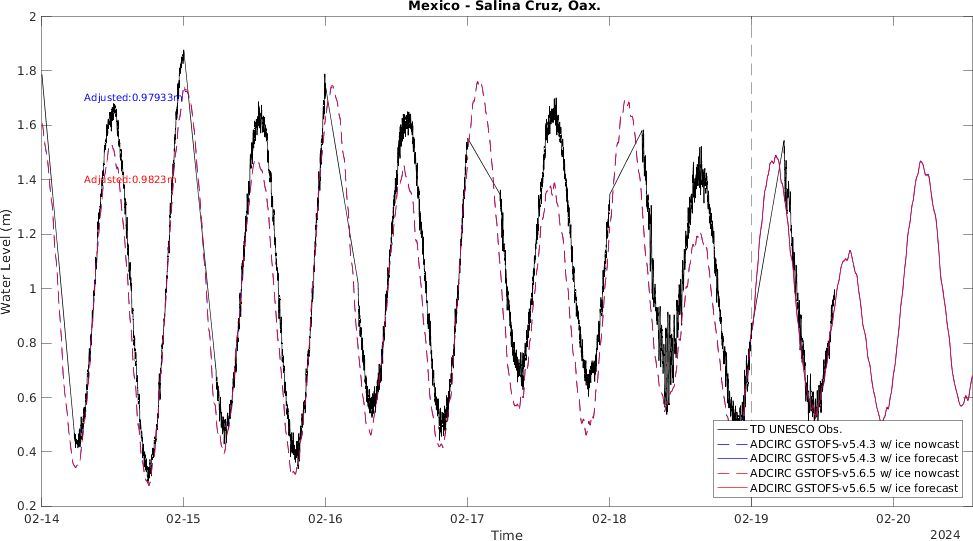 Mexico - Salina Cruz, Oax.
2
1.8
1.6
1.4
1.2
1
0.8
0.6
0.4
0.2
Water Level (m)
Adjusted:0.97933m
Adjusted:0.9823m
TD UNESCO Obs.
ADCIRC GSTOFS-v5.4.3 w/ ice nowcast
ADCIRC GSTOFS-v5.4.3 w/ ice forecast
ADCIRC GSTOFS-v5.6.5 w/ ice nowcast
ADCIRC GSTOFS-v5.6.5 w/ ice forecast
02-14 02-15 02-16 02-17 02-18 02-19 02-20
Time
2024